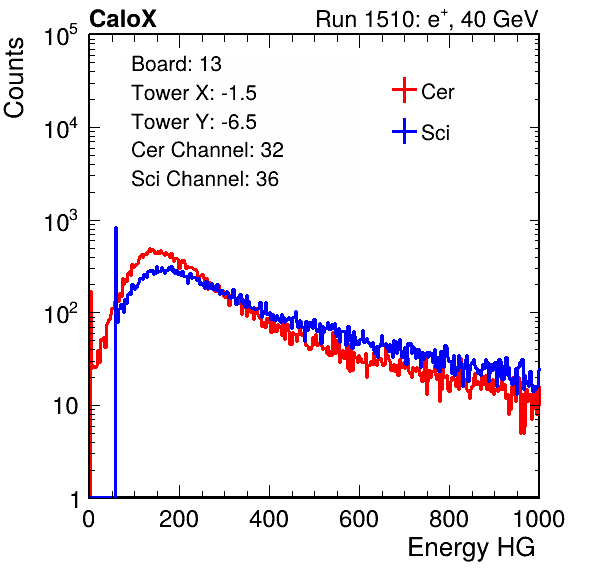 CaloX Run 1510: e⁺, 40 GeV
Counts
Board: 13
Tower X: -1.5
Tower Y: -6.5
Cer Channel: 32
Sci Channel: 36
Cer
Sci
10⁵
10⁴
10³
10²
10
1
0 200 400 600 800 1000
Energy HG